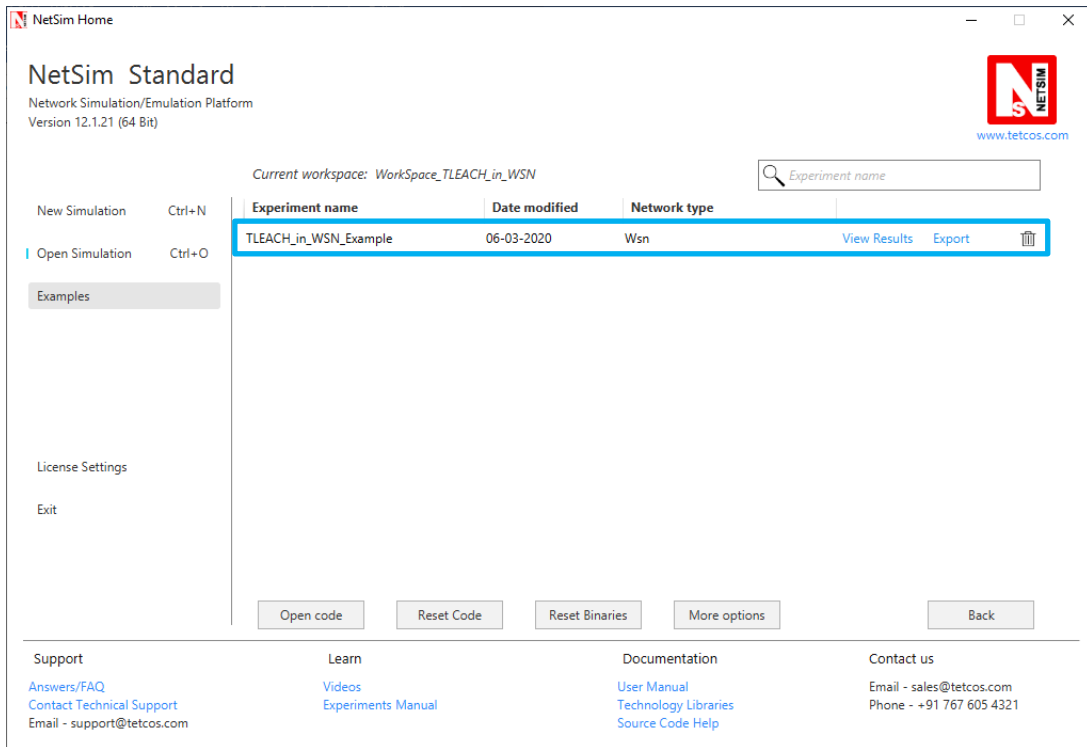 NetSim Home
NetSim Standard
Network Simulation/Emulation Platform
Version 12.1.21 (64 Bit)
NETSIM
NS
www.tetcos.com
Current workspace: WorkSpace_TLEACH_in_WSN
Experiment name
New Simulation Ctrl+N
Open Simulation Ctrl+O
Examples
License Settings
Exit
Experiment name Date modified Network type
TLEACH_in_WSN_Example 06-03-2020 Wsn View Results Export
Open code Reset Code Reset Binaries More options Back
Support
Answers/FAQ
Contact Technical Support
Email - support@tetcos.com
Learn
Videos
Experiments Manual
Documentation
User Manual
Technology Libraries
Source Code Help
Contact us
Email - sales@tetcos.com
Phone - +91 767 605 4321